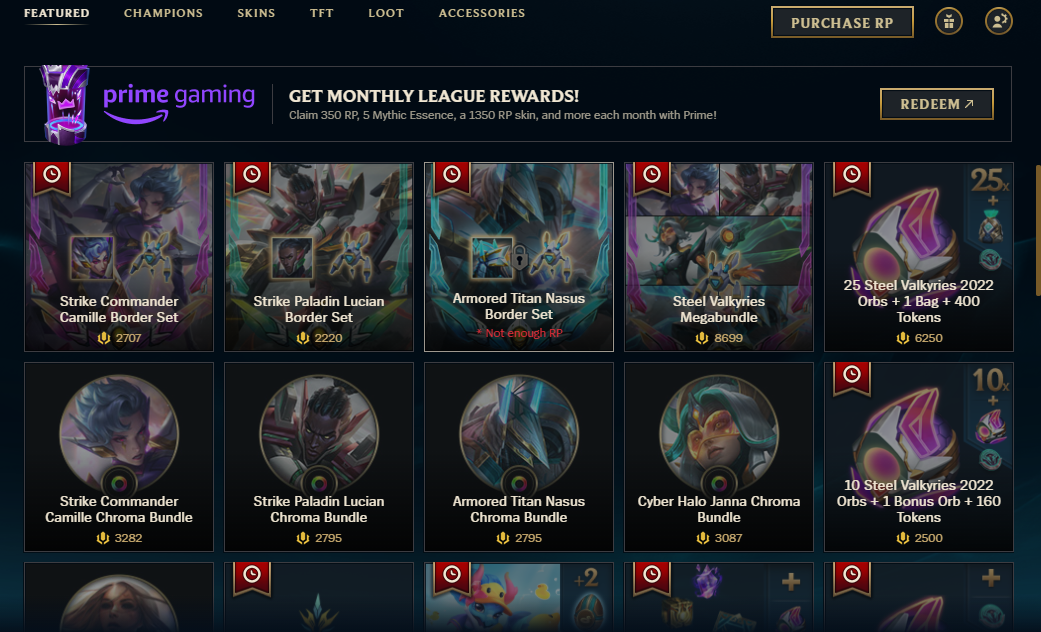 FEATURED
CHAMPIONS
SKINS
TFT
LOOT
ACCESSORIES
PURCHASE RP
prime gaming
GET MONTHLY LEAGUE REWARDS!
Claim 350 RP, 5 Mythic Essence, a 1350 RP skin, and more each month with Prime!
REDEEM
Strike Commander
Camille Border Set
2707
Strike Paladin Lucian
Border Set
2220
Armored Titan Nasus
Border Set
* Not enough RP
Steel Valkyries
Megabundle
8699
25x
+
25 Steel Valkyries 2022
Orbs + 1 Bag + 400
Tokens
6250
Strike Commander
Camille Chroma Bundle
3282
Strike Paladin Lucian
Chroma Bundle
2795
Armored Titan Nasus
Chroma Bundle
2795
Cyber Halo Janna Chroma
Bundle
3087
10x
+
10 Steel Valkyries 2022
Orbs + 1 Bonus Orb + 160
Tokens
2500
+2
+
+